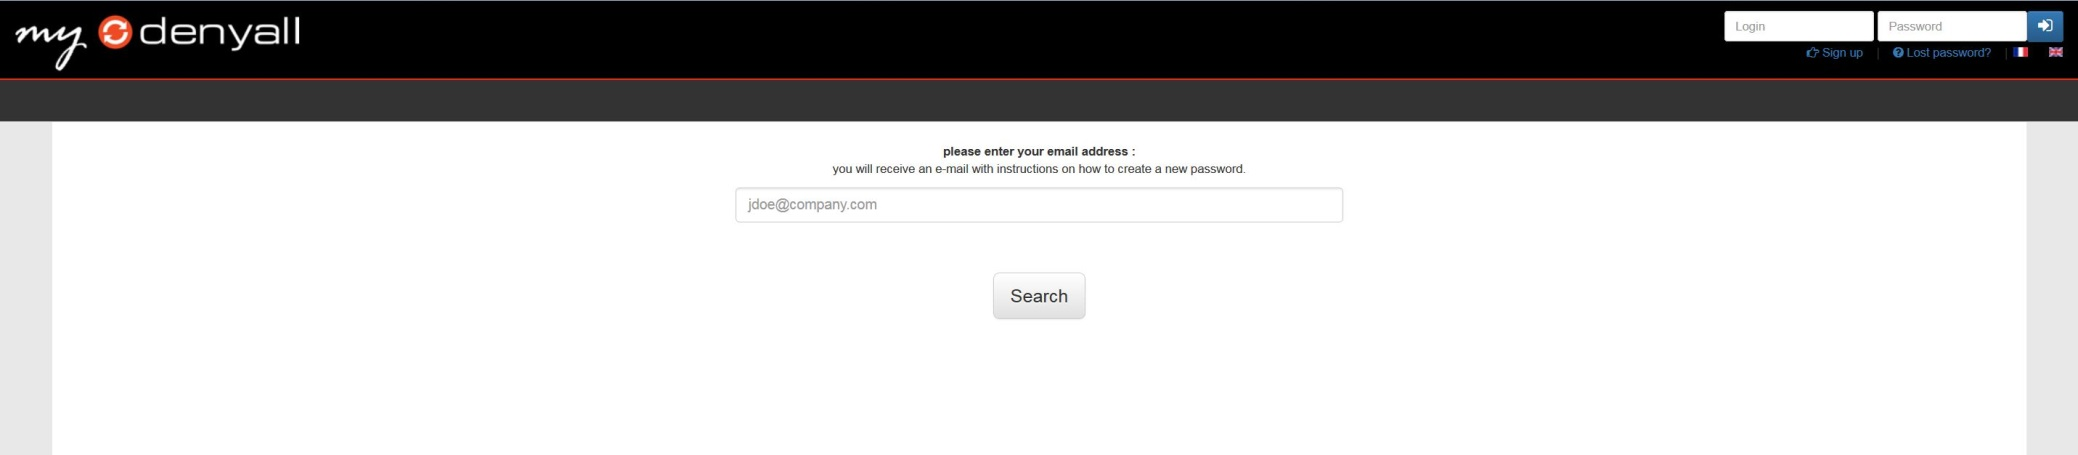 my denyall
Login Password
Sign up | Lost password? |
please enter your email address :
you will receive an e-mail with instructions on how to create a new password.
jdoe@company.com
Search